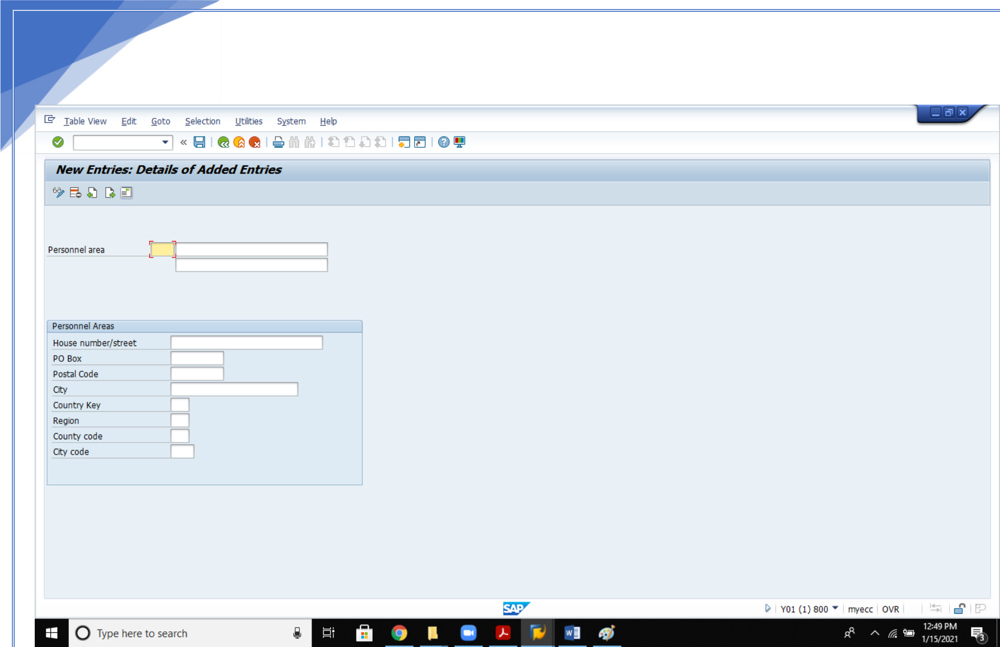 Table View Edit Goto Selection Utilities System Help
New Entries: Details of Added Entries
Personnel area
Personnel Areas
House number/street
PO Box
Postal Code
City
Country Key
Region
County code
City code
SAP
Y01 (1) 800 myecc OVR
Type here to search
12:49 PM
1/15/2021
3